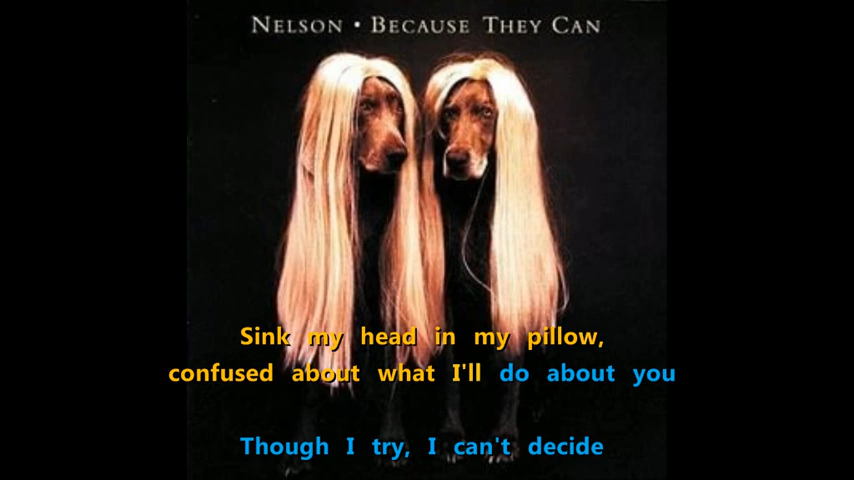 NELSON • BECAUSE THEY CAN
Sink my head in my pillow,
confused about what I'll do about you
Though I try, I can't decide